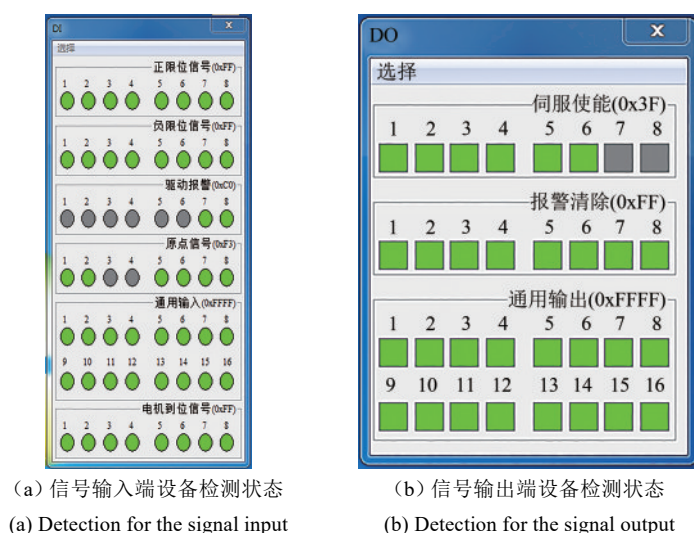 DI
选择
正限位信号(0xFF)
1 2 3 4 5 6 7 8
负限位信号(0xFF)
1 2 3 4 5 6 7 8
驱动报警(0xC0)
1 2 3 4 5 6 7 8
原点信号(0xF3)
1 2 3 4 5 6 7 8
通用输入(0xFFFF)
1 2 3 4 5 6 7 8
9 10 11 12 13 14 15 16
电机到位信号(0xFF)
1 2 3 4 5 6 7 8
(a)信号输入端设备检测状态
(a) Detection for the signal input
DO
选择
伺服使能(0x3F)
1 2 3 4 5 6 7 8
报警清除(0xFF)
1 2 3 4 5 6 7 8
通用输出(0xFFFF)
1 2 3 4 5 6 7 8
9 10 11 12 13 14 15 16
(b)信号输出端设备检测状态
(b) Detection for the signal output